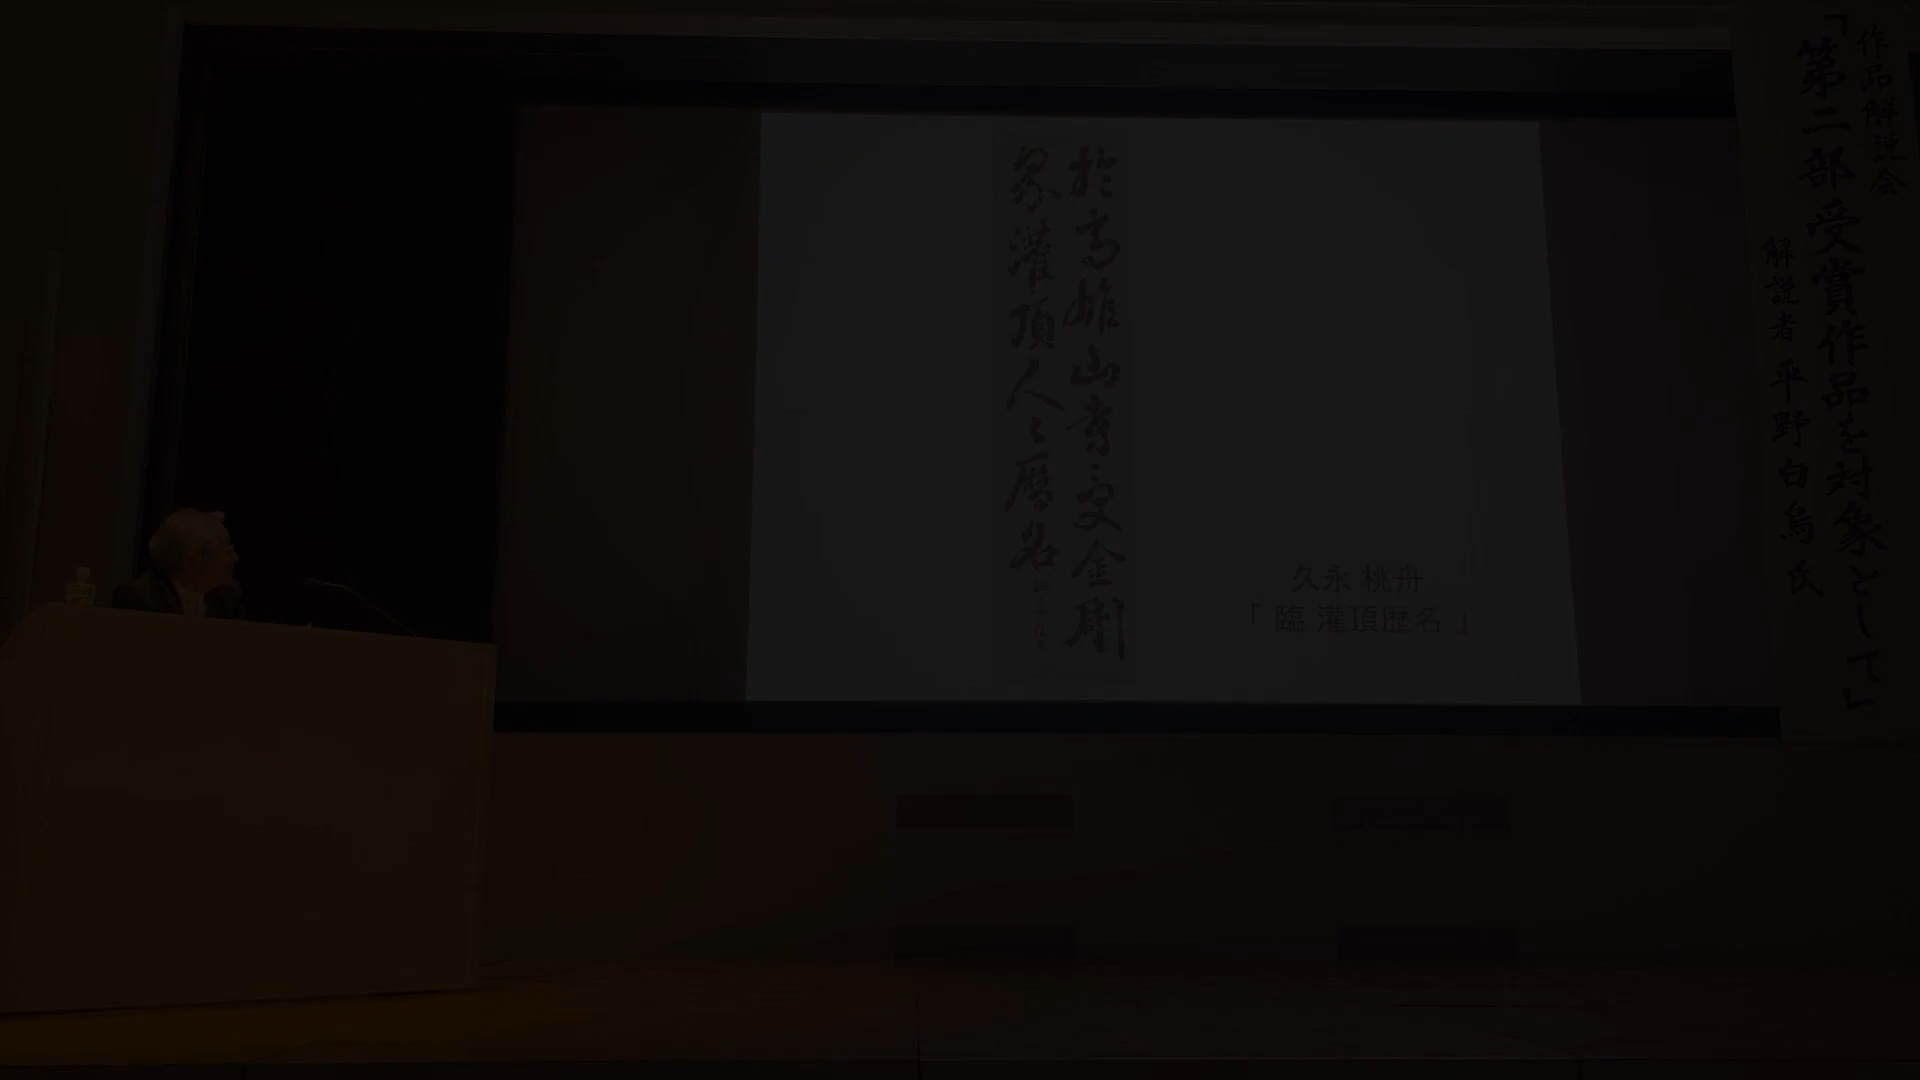 作品解説会
「第二部受賞作品を対象として」
解説者 平野白鳥氏
於高雄山寺受金剛
界灌頂人々暦名
久永 桃舟
「 臨 灌頂歴名 」